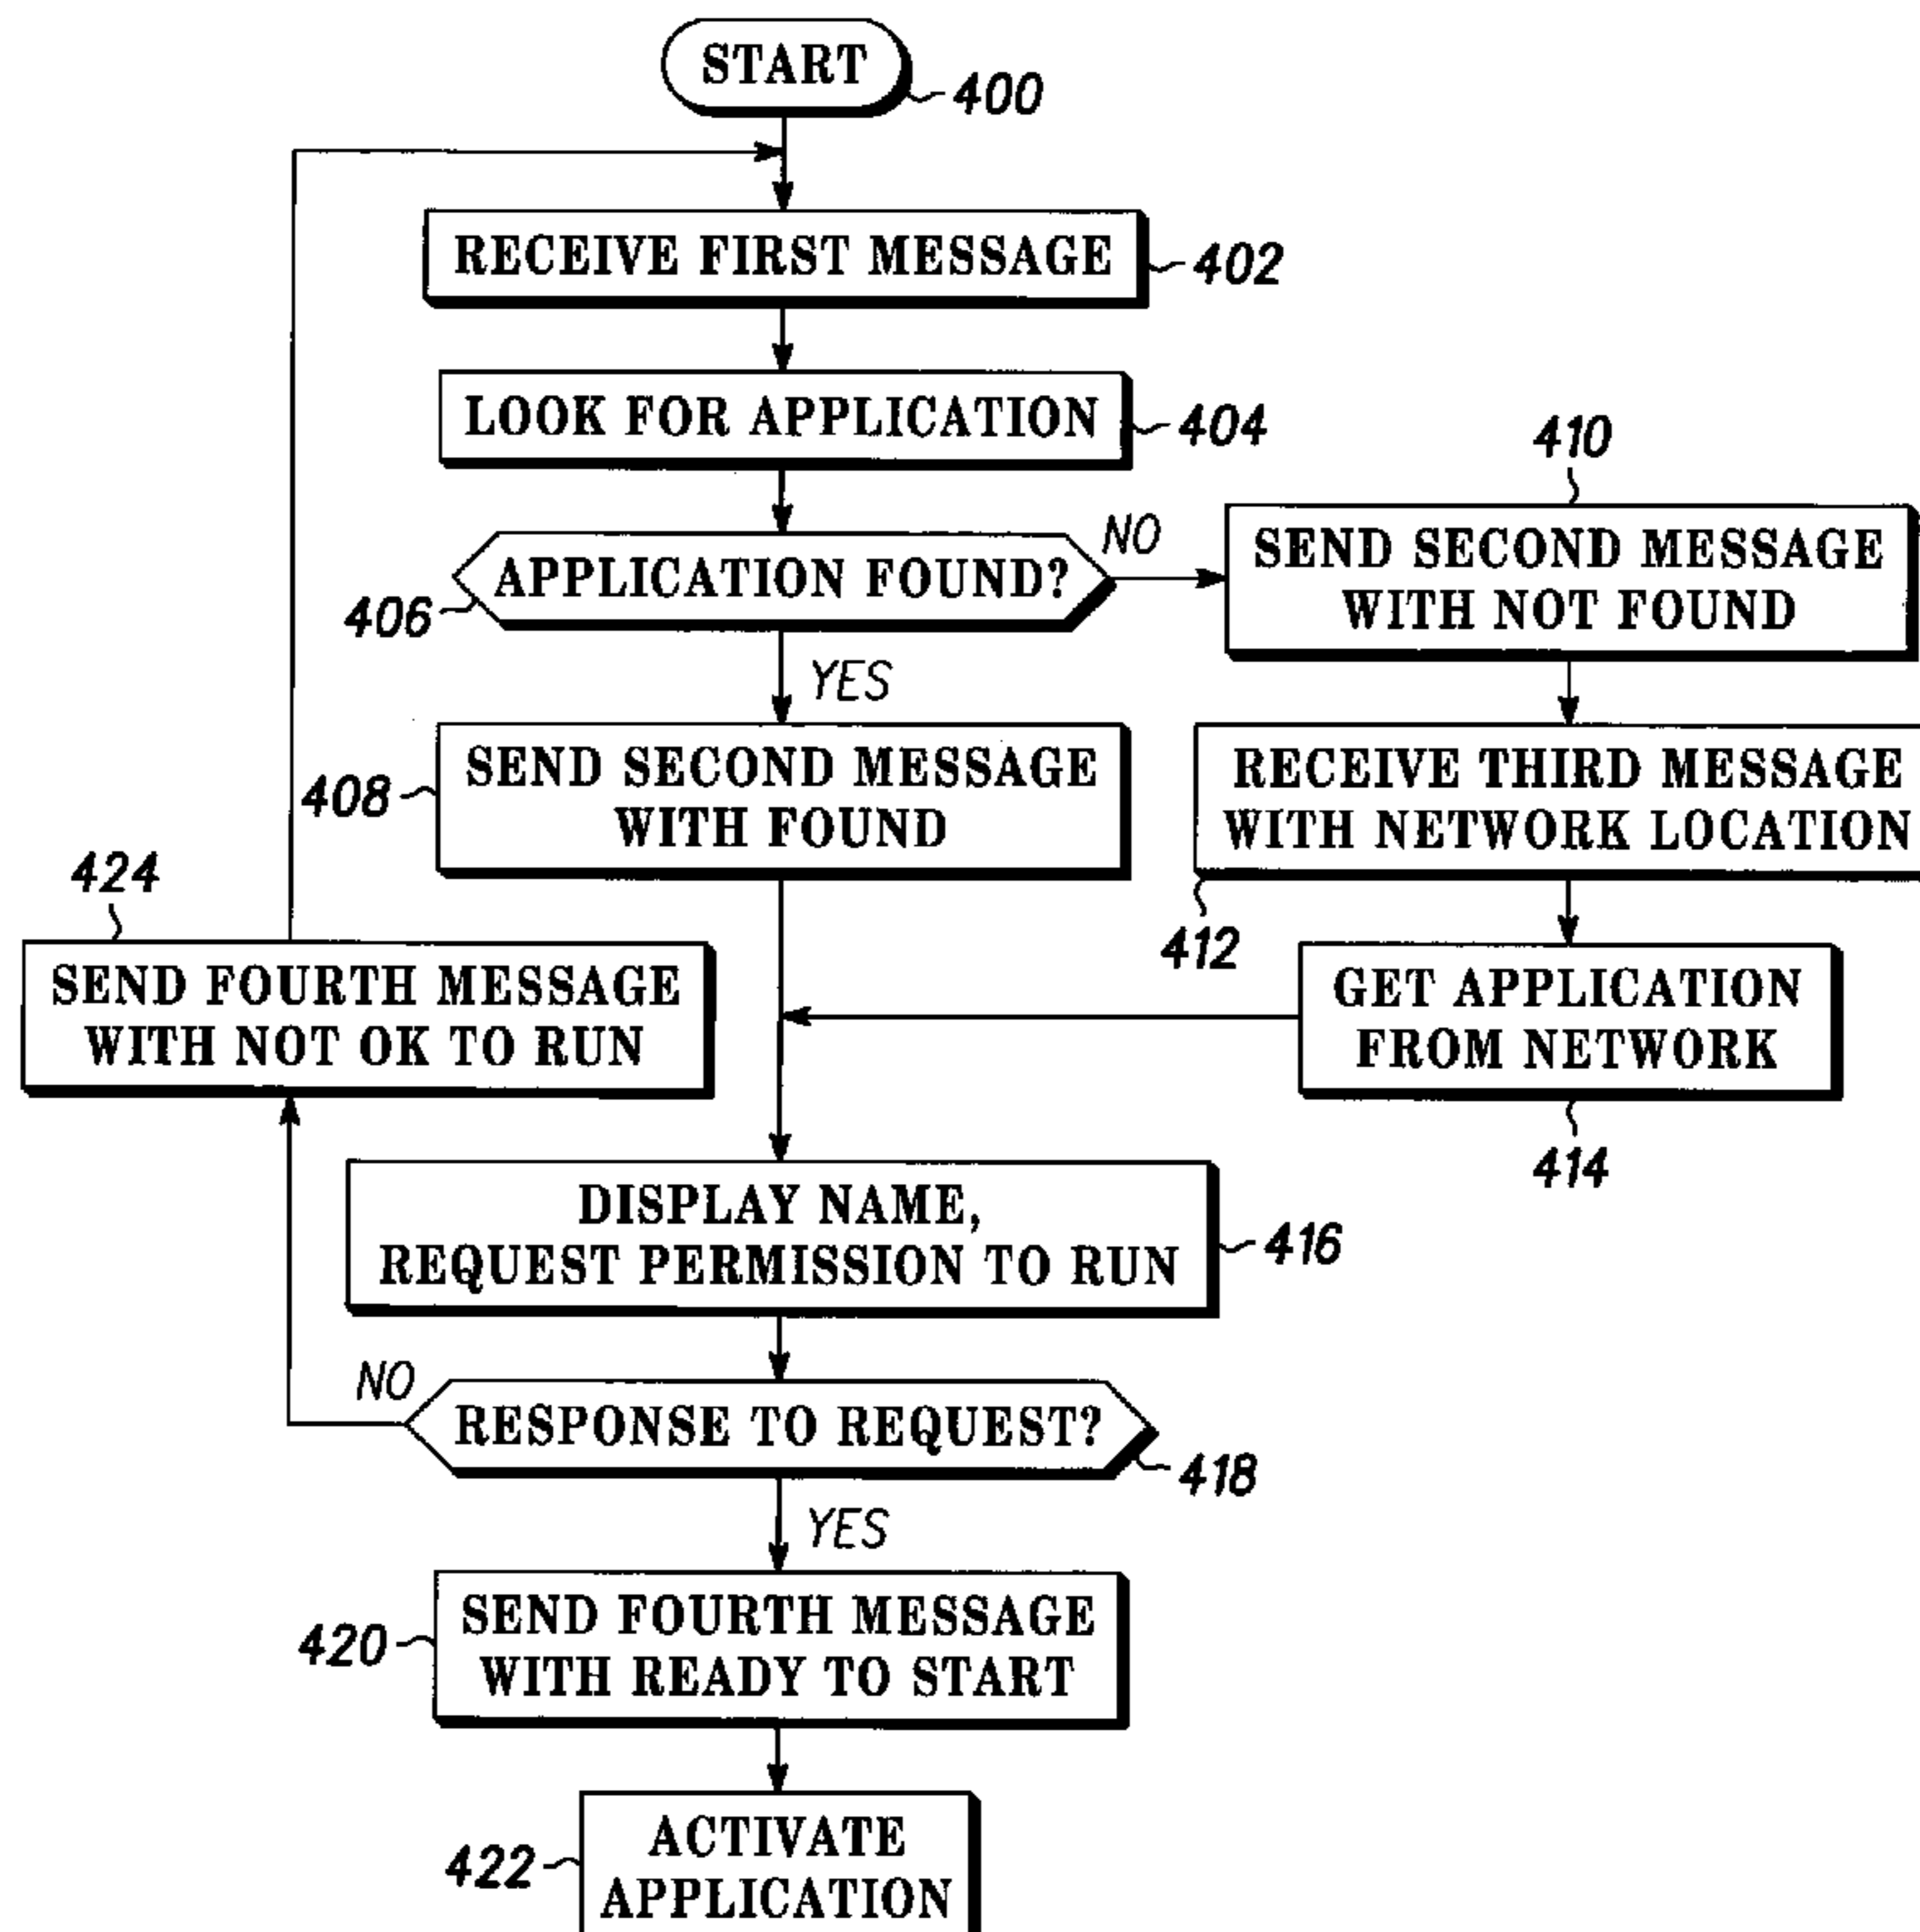 START
400
RECEIVE FIRST MESSAGE
402
LOOK FOR APPLICATION
404
APPLICATION FOUND?
406
NO
410
SEND SECOND MESSAGE
WITH NOT FOUND
YES
408
SEND SECOND MESSAGE
WITH FOUND
RECEIVE THIRD MESSAGE
WITH NETWORK LOCATION
412
424
SEND FOURTH MESSAGE
WITH NOT OK TO RUN
GET APPLICATION
FROM NETWORK
414
DISPLAY NAME,
REQUEST PERMISSION TO RUN
416
NO
RESPONSE TO REQUEST?
418
YES
420
SEND FOURTH MESSAGE
WITH READY TO START
422
ACTIVATE
APPLICATION